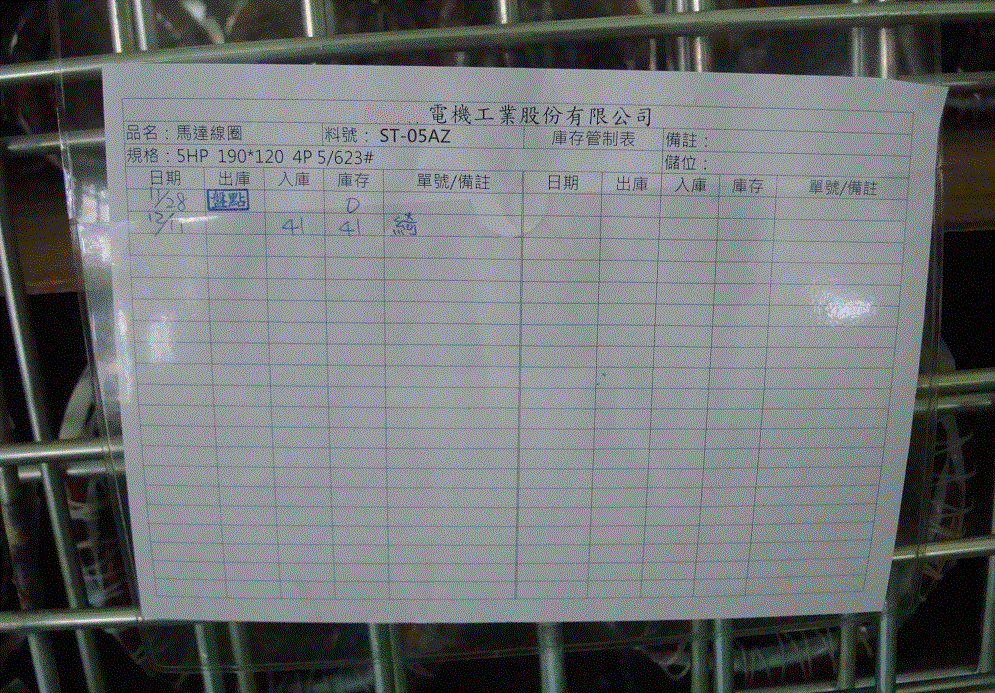 電機工業股份有限公司
品名：馬達線圈 料號： ST-05AZ 庫存管制表 備註：
規格：5HP 190*120 4P 5/623# 儲位：
日期 出庫 入庫 庫存 單號/備註 日期 出庫 入庫 庫存 單號/備註
11/28 盤點 0
12/11 41 41 綺